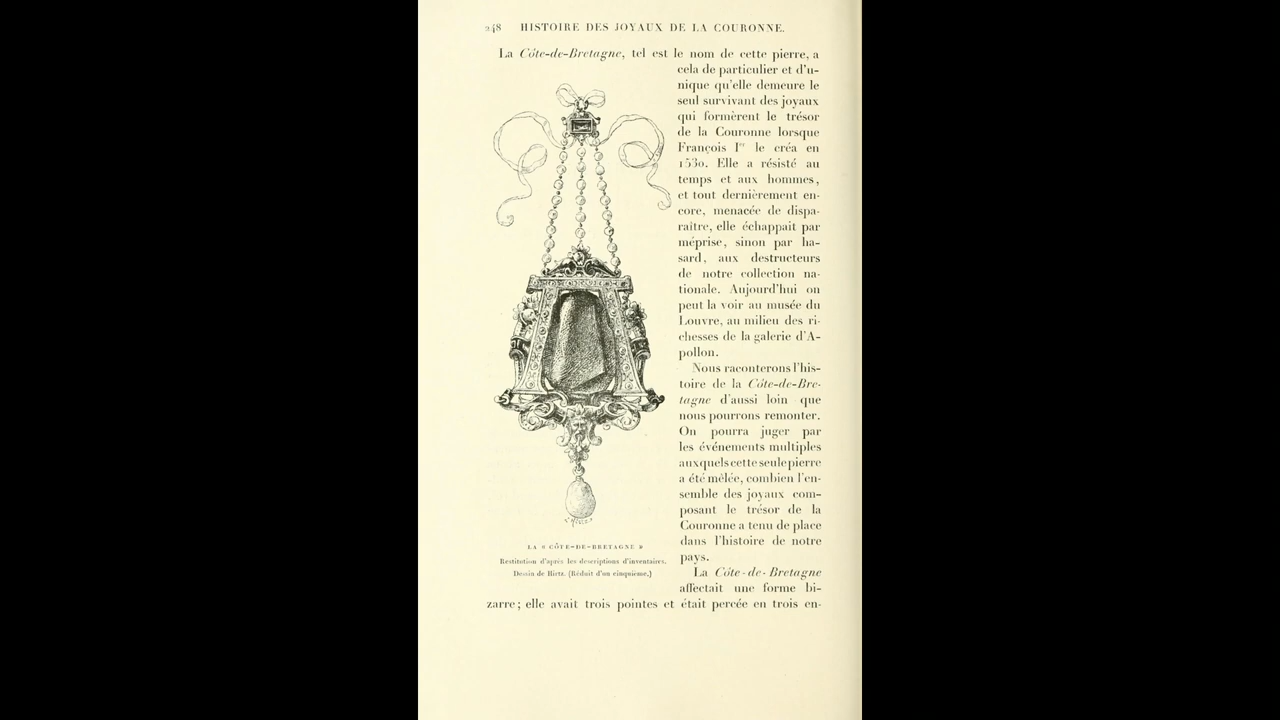 248 HISTOIRE DES JOYAUX DE LA COURONNE.
La Côte-de-Bretagne, tel est le nom de cette pierre, a
cela de particulier et d'u-
nique qu'elle demeure le
seul survivant des joyaux
qui formèrent le trésor
de la Couronne lorsque
François Ier le créa en
1530. Elle a résisté au
temps et aux hommes,
et tout dernièrement en-
core, menacée de dispa-
raître, elle échappait par
méprise, sinon par ha-
sard, aux destructeurs
de notre collection na-
tionale. Aujourd'hui on
peut la voir au musée du
Louvre, au milieu des ri-
chesses de la galerie d'A-
pollon.
Nous raconterons l'his-
toire de la Côte-de-Bre-
tagne d'aussi loin que
nous pourrons remonter.
On pourra juger par
les événements multiples
auxquels cette seule pierre
a été mêlée, combien l'en-
semble des joyaux com-
posant le trésor de la
Couronne a tenu de place
dans l'histoire de notre
pays.
La Côte-de-Bretagne
affectait une forme bi-
zarre; elle avait trois pointes et était percée en trois en-
LA « CÔTE-DE-BRETAGNE »
Restitution d'après les descriptions d'inventaires.
Dessin de Hirtz. (Réduit d'un cinquième.)